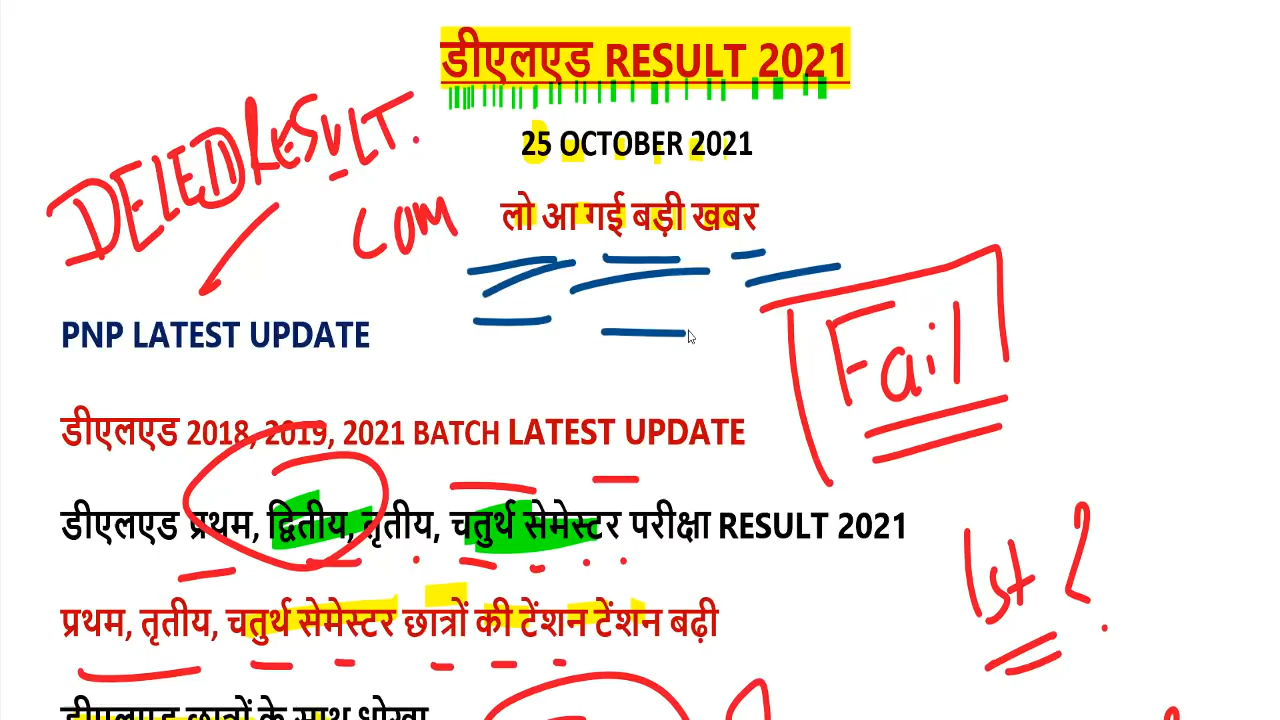 डीएलएड RESULT 2021
25 OCTOBER 2021
DELEDRESULT.
COM
लो आ गई बड़ी खबर
PNP LATEST UPDATE
Fail
डीएलएड 2018, 2019, 2021 BATCH LATEST UPDATE
डीएलएड प्रथम, द्वितीय, तृतीय, चतुर्थ सेमेस्टर परीक्षा RESULT 2021
1st ?
प्रथम, तृतीय, चतुर्थ सेमेस्टर छात्रों की टेंशन टेंशन बढ़ी
डीएलएड छात्रों के साथ धोखा